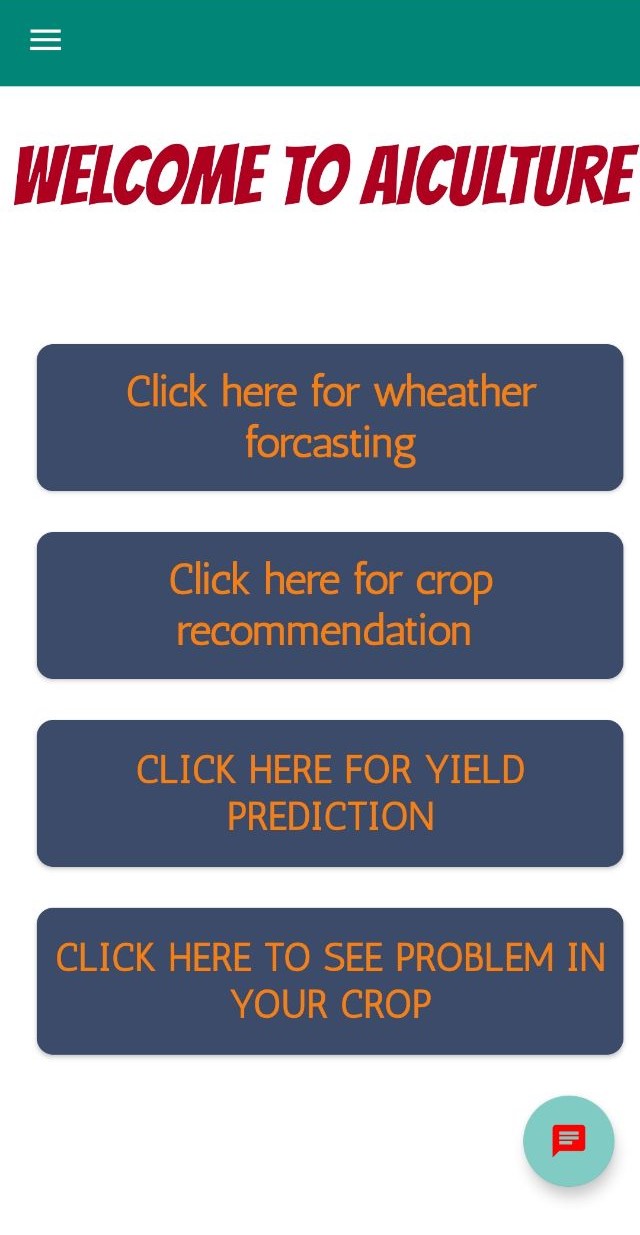 WELCOME TO AICULTURE
Click here for wheather
forcasting
Click here for crop
recommendation
CLICK HERE FOR YIELD
PREDICTION
CLICK HERE TO SEE PROBLEM IN
YOUR CROP